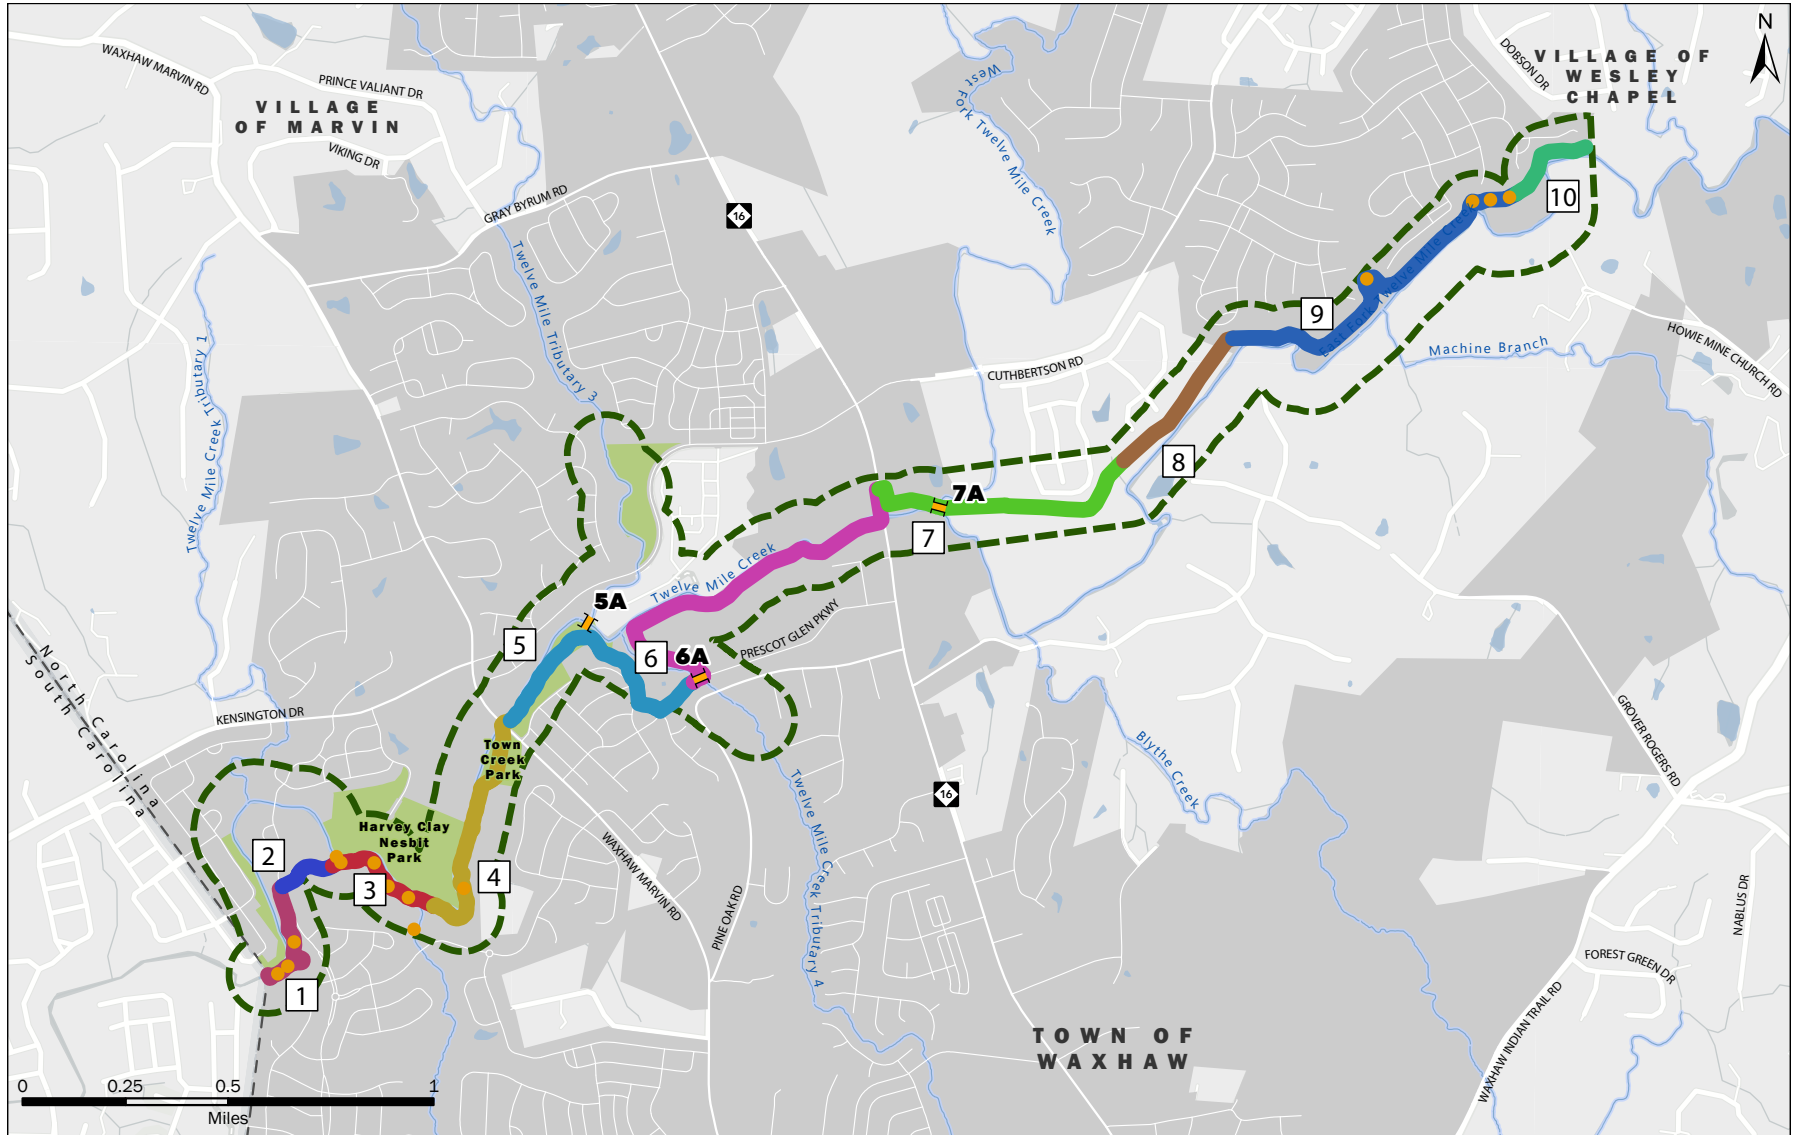 N
DOBSON DR
VILLAGE OF
WESLEY
CHAPEL
WAXHAW MARVIN RD
PRINCE VALIANT DR
VILLAGE
OF MARVIN
VIKING DR
GRAY BYRUM RD
16
West Fork Twelve Mile Creek
10
Twelve Mile Tributary 3
Twelve Mile Creek Tributary 1
East Fork Twelve Mile Creek
9
Machine Branch
HOWIE MINE CHURCH RD
CUTHBERTSON RD
8
7A
7
Twelve Mile Creek
5A
5
6
6A
PRESCOT GLEN PKWY
North Carolina
South Carolina
KENSINGTON DR
GROVER ROGERS RD
Town
Creek
Park
Blythe Creek
16
Harvey Clay
Nesbit
Park
2
3
4
WAXHAW MARVIN RD
PINE OAK RD
Twelve Mile Creek Tributary 4
NABLUS DR
FOREST GREEN DR
1
TOWN OF
WAXHAW
WAXHAW INDIAN TRAIL RD
0 0.25 0.5 1
Miles